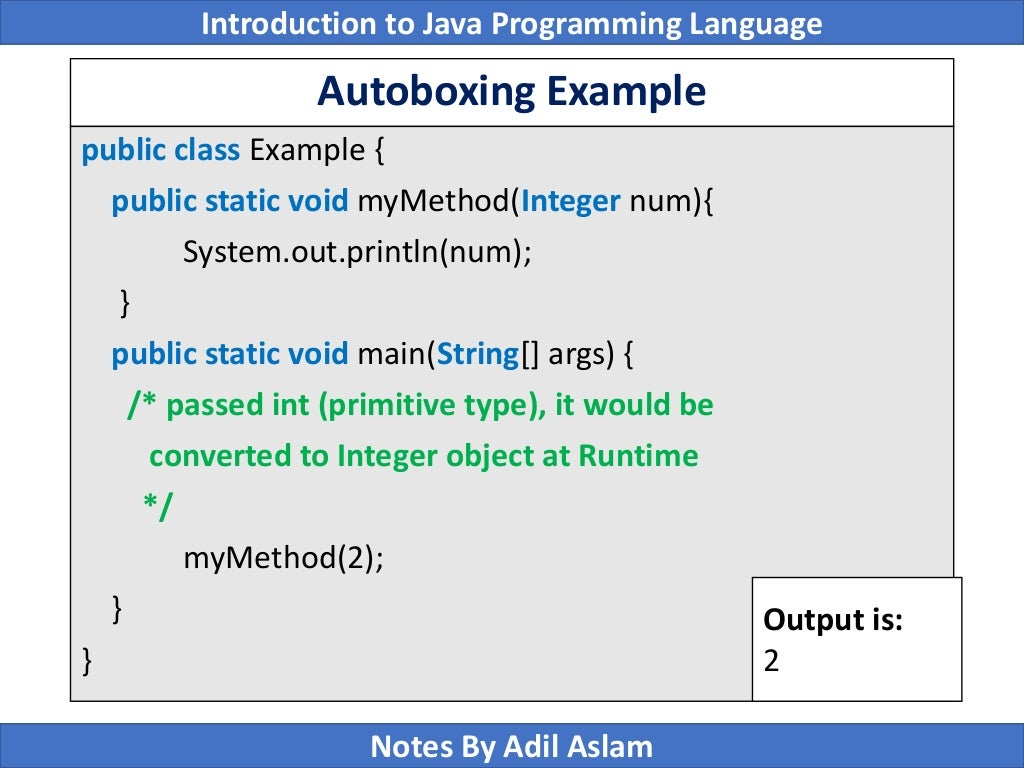 Introduction to Java Programming Language
Autoboxing Example
public class Example {
public static void myMethod(Integer num){
System.out.println(num);
}
public static void main(String[] args) {
/* passed int (primitive type), it would be
converted to Integer object at Runtime
*/
myMethod(2);
}
}
Output is:
2
Notes By Adil Aslam